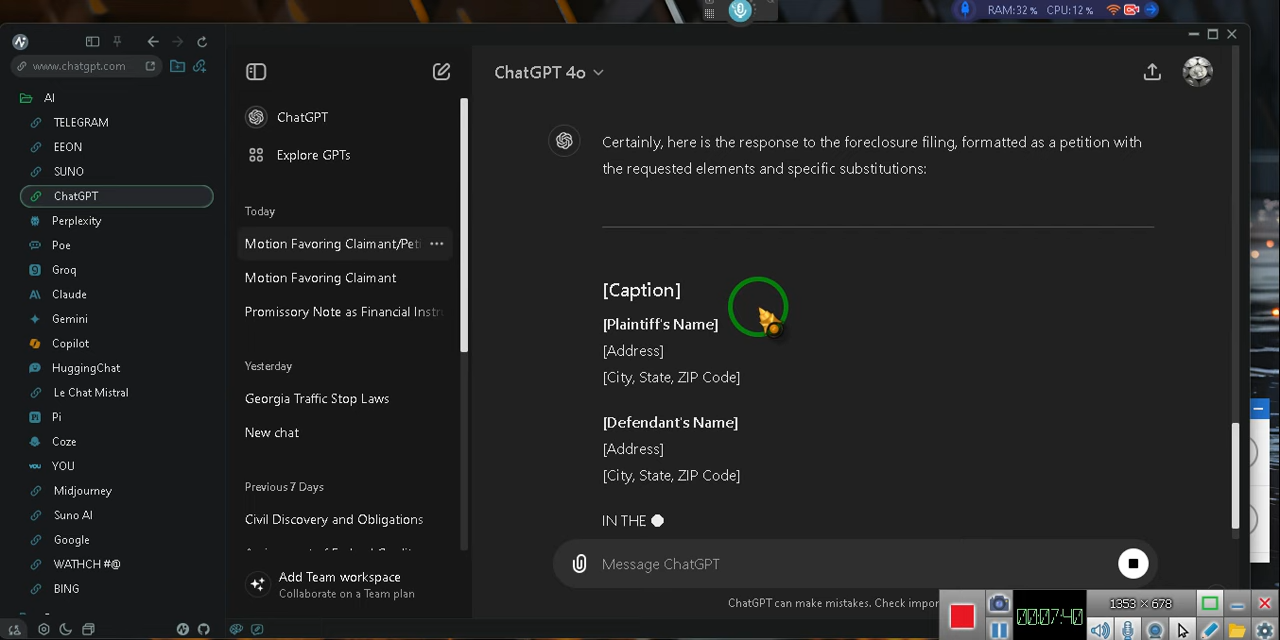 RAM:32 % CPU:12 %
www.chatgpt.com
AI
TELEGRAM
EEON
SUNO
ChatGPT
Perplexity
Poe
Groq
Claude
Gemini
Copilot
HuggingChat
Le Chat Mistral
Pi
Coze
YOU
Midjourney
Suno AI
Google
WATHCH #@
BING
ChatGPT
Explore GPTs
Today
Motion Favoring Claimant/Peti
Motion Favoring Claimant
Promissory Note as Financial Instr
Yesterday
Georgia Traffic Stop Laws
New chat
Previous 7 Days
Civil Discovery and Obligations
Add Team workspace
Collaborate on a Team plan
ChatGPT 4o
Certainly, here is the response to the foreclosure filing, formatted as a petition with
the requested elements and specific substitutions:
[Caption]
[Plaintiff's Name]
[Address]
[City, State, ZIP Code]
[Defendant's Name]
[Address]
[City, State, ZIP Code]
IN THE
Message ChatGPT
ChatGPT can make mistakes. Check impor
00:07:40
1353 × 678